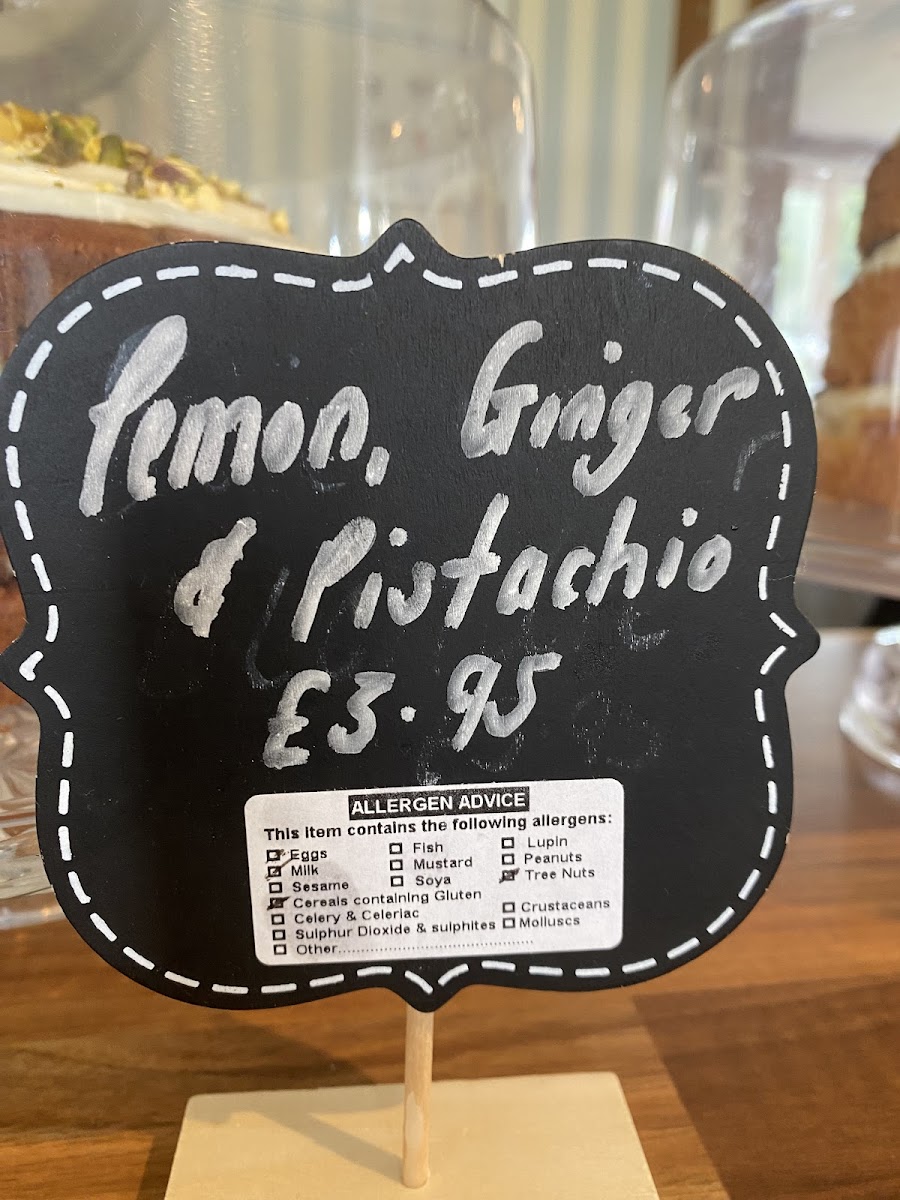 Lemon, Ginger
& Pistachio
£3.95
ALLERGEN ADVICE
This item contains the following allergens:
Eggs Fish Lupin
Milk Mustard Peanuts
Sesame Soya Tree Nuts
Cereals containing Gluten
Celery & Celeriac Crustaceans
Sulphur Dioxide & sulphites Molluscs
Other........................................